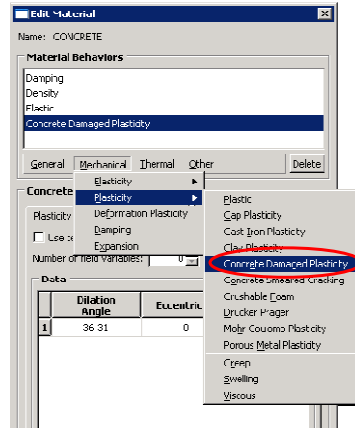 Edit Material
Name: CONCRETE
Material Behaviors
Damping
Density
Elastic
Concrete Damaged Plasticity
General Mechanical Thermal Other Delete
Elasticity
Plasticity
Deformation Plasticity
Damping
Expansion
Plastic
Cap Plasticity
Cast Iron Plasticity
Clay Plasticity
Concrete Damaged Plasticity
Concrete Smeared Cracking
Crushable Foam
Drucker Prager
Mohr Coulomb Plasticity
Porous Metal Plasticity
Creep
Swelling
Viscous
Concrete
Plasticity
Use te
Number of field variables: 0
Data
Dilation Angle Eccentric
1 36 31 0